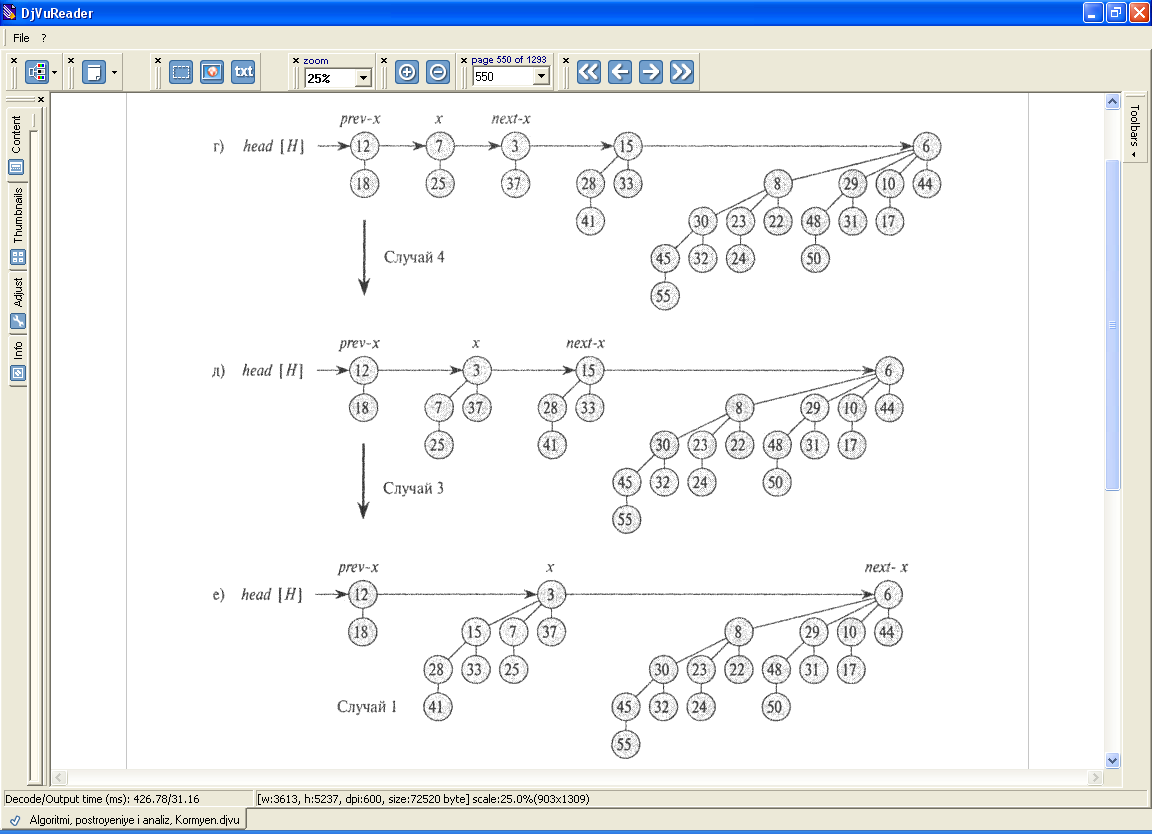 DjVuReader
File ?
zoom
25%
page 550 of 1293
550
txt
Content
Thumbnails
Adjust
Info
Toolbars
prev-x x next-x
г) head [H] 12 7 3 15 6
18 25 37 28 33 8 29 10 44
41 30 23 22 48 31 17
Случай 4 45 32 24 50
55
prev-x x next-x
д) head [H] 12 3 15 6
18 7 37 28 33 8 29 10 44
25 41 30 23 22 48 31 17
Случай 3 45 32 24 50
55
prev-x x next- x
е) head [H] 12 3 6
18 15 7 37 8 29 10 44
28 33 25 30 23 22 48 31 17
Случай 1 41 45 32 24 50
55
Decode/Output time (ms): 426.78/31.16 [w:3613, h:5237, dpi:600, size:72520 byte] scale:25.0%(903x1309)
Algoritmi, postroyeniye i analiz, Kormyen.djvu